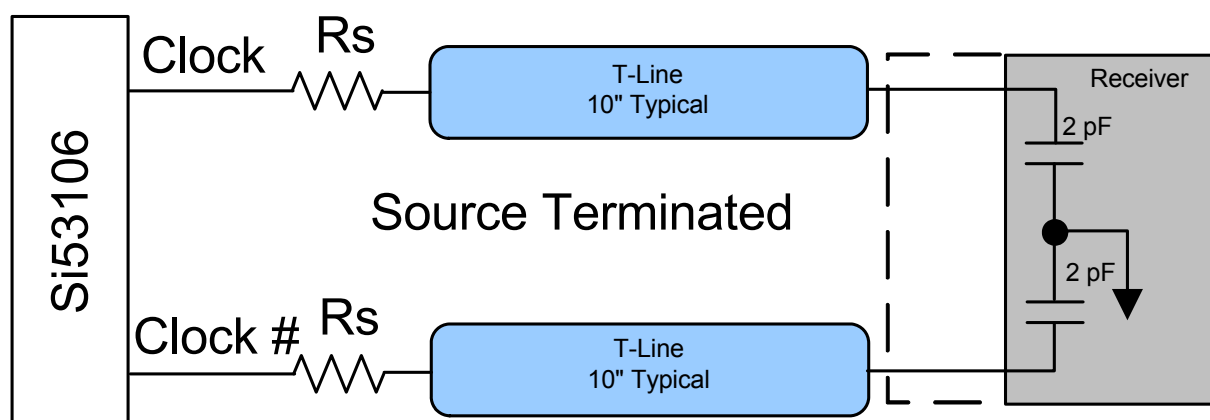 Si53106
Clock
Rs
T-Line
10" Typical
Receiver
2 pF
Source Terminated
2 pF
Clock #
Rs
T-Line
10" Typical